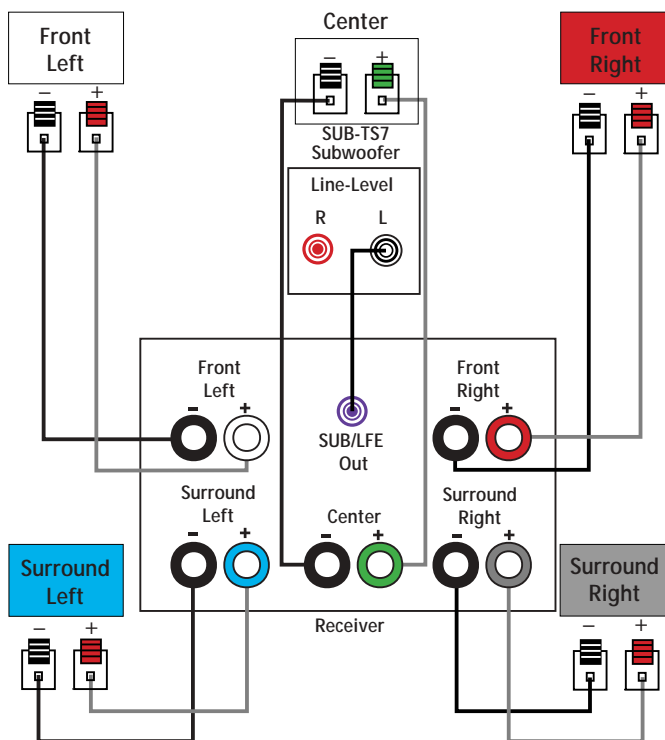 Front
Left
- +
Center
- +
SUB-TS7
Subwoofer
Line-Level
R L
Front
Right
- +
Front
Left
- +
SUB/LFE
Out
Front
Right
- +
Surround
Left
- +
Center
- +
Surround
Right
- +
Receiver
Surround
Left
- +
Surround
Right
- +